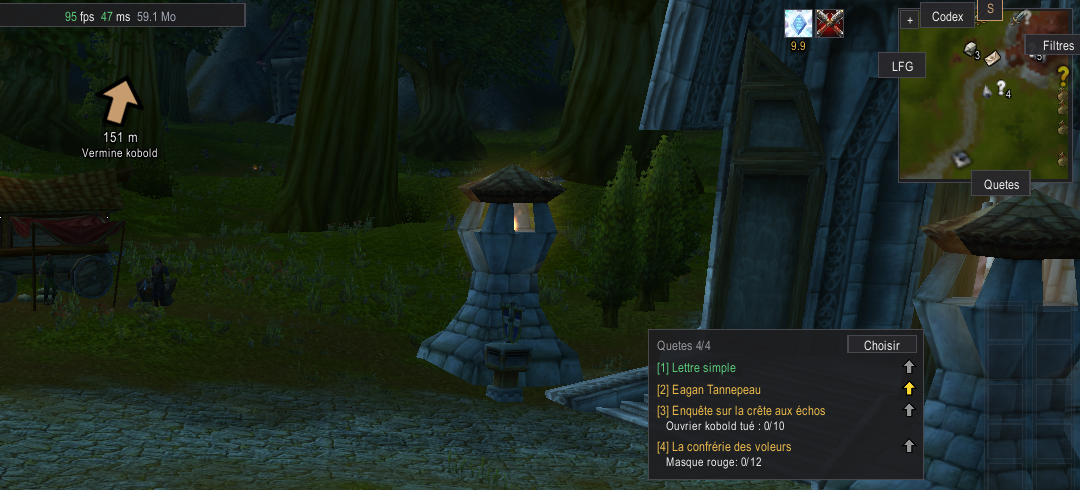 95 fps 47 ms 59.1 Mo
151 m
Vermine kobold
9.9
+
Codex
S
Filtres
LFG
3
5
4
Quetes
Quetes 4/4
Choisir
[1] Lettre simple
[2] Eagan Tannepeau
[3] Enquête sur la crête aux échos
Ouvrier kobold tué : 0/10
[4] La confrérie des voleurs
Masque rouge: 0/12